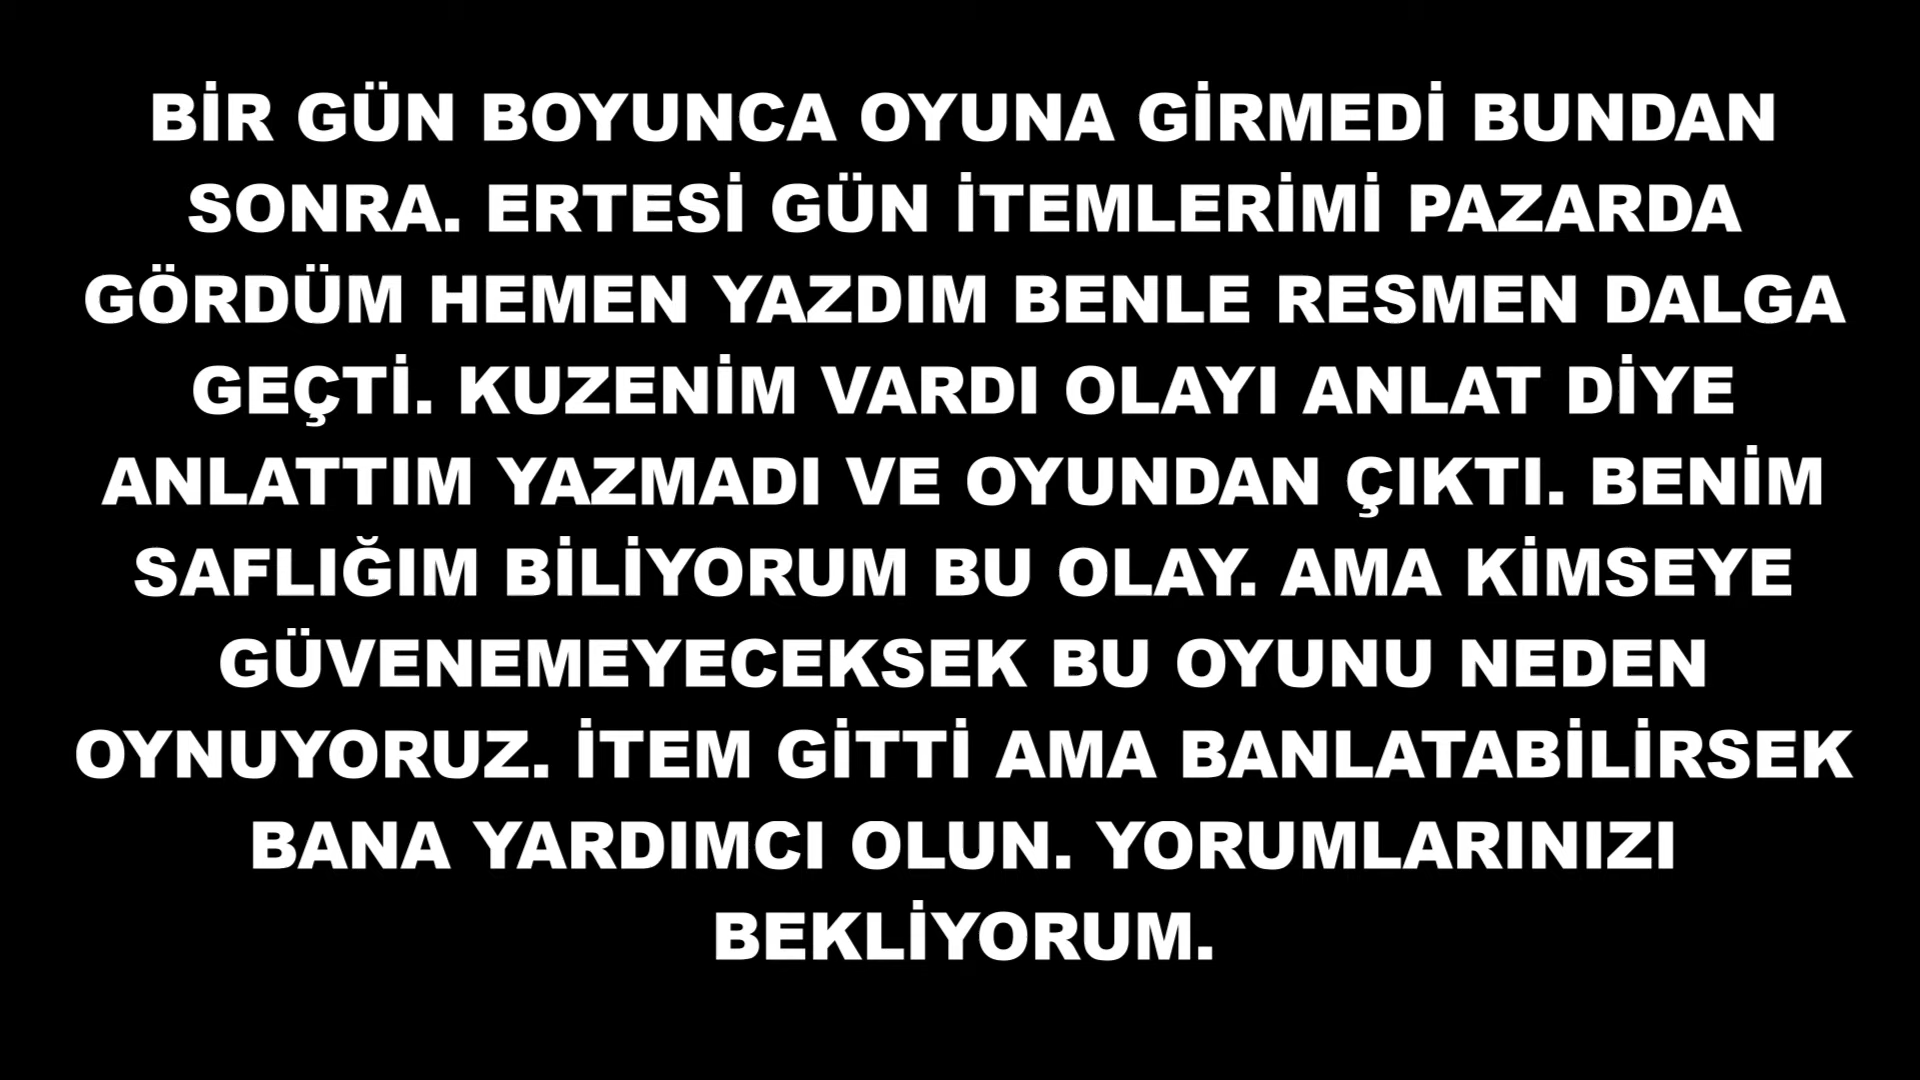 BİR GÜN BOYUNCA OYUNA GİRMEDİ BUNDAN
SONRA. ERTESİ GÜN İTEMLERİMİ PAZARDA
GÖRDÜM HEMEN YAZDIM BENLE RESMEN DALGA
GEÇTİ. KUZENİM VARDI OLAYI ANLAT DİYE
ANLATTIM YAZMADI VE OYUNDAN ÇIKTI. BENİM
SAFLIĞIM BİLİYORUM BU OLAY. AMA KİMSEYE
GÜVENEMEYECEKSEK BU OYUNU NEDEN
OYNUYORUZ. İTEM GİTTİ AMA BANLATABİLİRSEK
BANA YARDIMCI OLUN. YORUMLARINIZI
BEKLİYORUM.